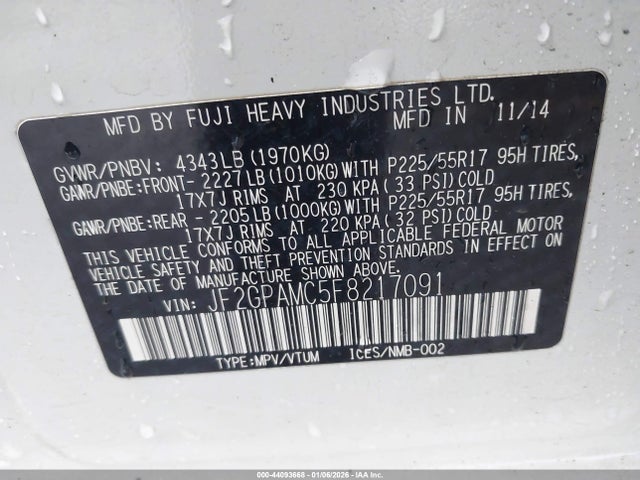 MFD BY FUJI HEAVY INDUSTRIES LTD.
MFD IN 11/14
GVWR/PNBV: 4343LB (1970KG)
GAWR/PNBE:FRONT- 2227LB (1010KG)WITH P225/55R17 95H TIRES,
17X7J RIMS AT 230 KPA (33 PSI)COLD
GAWR/PNBE:REAR - 2205LB (1000KG)WITH P225/55R17 95H TIRES,
17X7J RIMS AT 220 KPA (32 PSI)COLD
THIS VEHICLE CONFORMS TO ALL APPLICABLE FEDERAL MOTOR
VEHICLE SAFETY AND THEFT PREVENTION STANDARDS IN EFFECT ON
THE DATE OF MANUFACTURE SHOWN ABOVE.
VIN: JF2GPAMC5F8217091
TYPE:MPV/VTUM ICES/NMB-002
000-44093668 - 01/06/2026 - IAA Holdings, LLC.